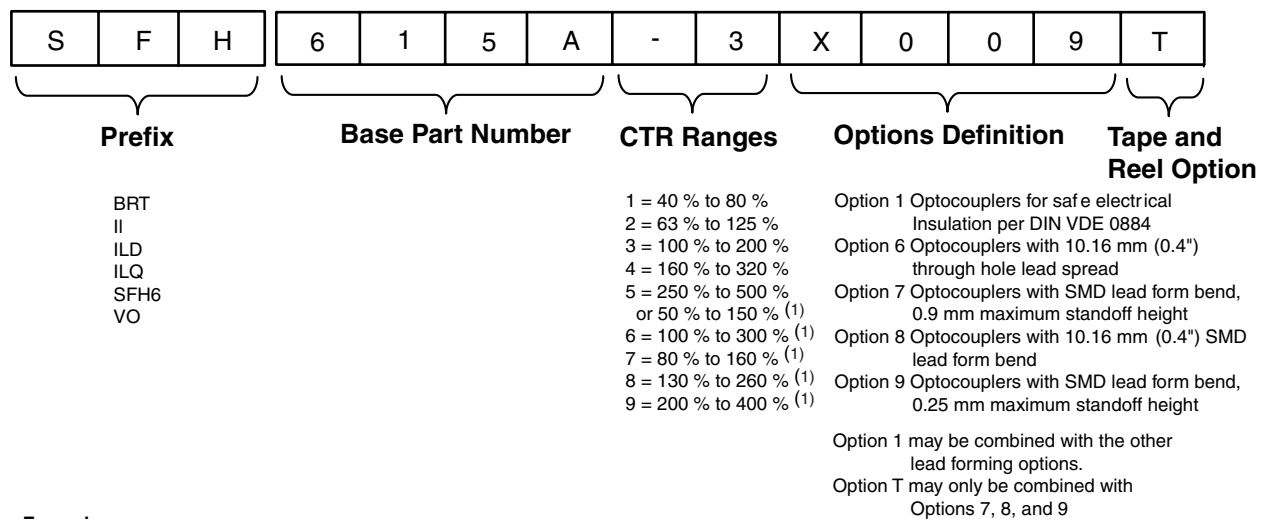 S F H 6 1 5 A - 3 X 0 0 9 T
Prefix
Base Part Number
CTR Ranges
Options Definition
Tape and
Reel Option
BRT
Il
ILD
ILQ
SFH6
VO
1 = 40 % to 80 %
2 = 63 % to 125 %
3 = 100 % to 200 %
4 = 160 % to 320 %
5 = 250 % to 500 %
or 50 % to 150 % (1)
6 = 100 % to 300 % (1)
7 = 80 % to 160 % (1)
8 = 130 % to 260 % (1)
9 = 200 % to 400 % (1)
Option 1 Optocouplers for safe electrical
Insulation per DIN VDE 0884
Option 6 Optocouplers with 10.16 mm (0.4")
through hole lead spread
Option 7 Optocouplers with SMD lead form bend,
0.9 mm maximum standoff height
Option 8 Optocouplers with 10.16 mm (0.4") SMD
lead form bend
Option 9 Optocouplers with SMD lead form bend,
0.25 mm maximum standoff height
Option 1 may be combined with the other
lead forming options.
Option T may only be combined with
Options 7, 8, and 9